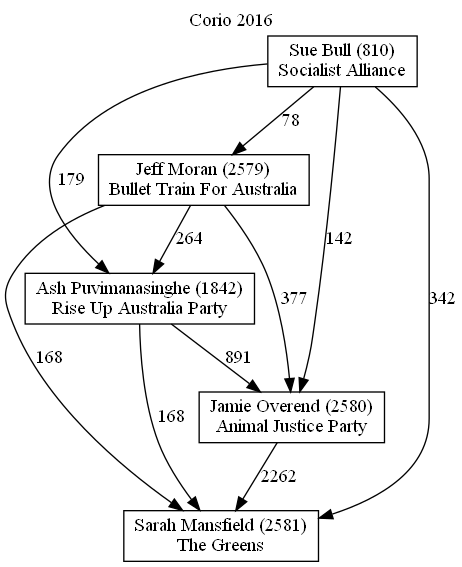 Corio 2016
Sue Bull (810)
Socialist Alliance
78
Jeff Moran (2579)
Bullet Train For Australia
179
264
142
Ash Puvimanasinghe (1842)
Rise Up Australia Party
377
342
168
891
168
Jamie Overend (2580)
Animal Justice Party
2262
Sarah Mansfield (2581)
The Greens